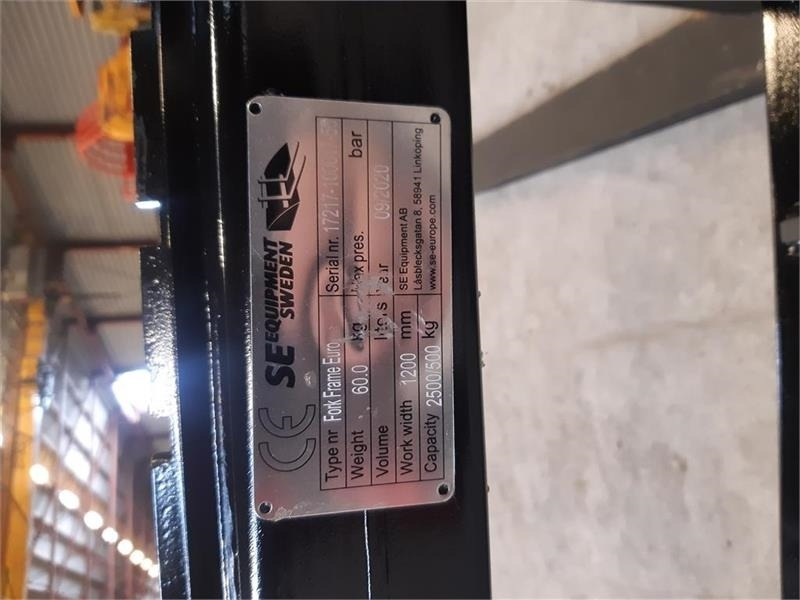 CE SE EQUIPMENT SWEDEN
Type nr Fork Frame Euro Serial nr.
Weight 60.0 kg Max pres. bar
Volume liters Year 09/2020
Work width 1200 mm SE Equipment AB
Låsblecksgatan 8, 58941 Linköping
Capacity 2500/500 kg www.se-europe.com